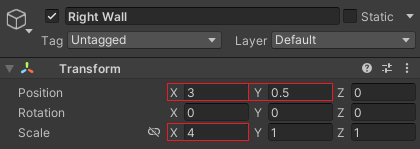 Right Wall Static
Tag Untagged Layer Default
Transform
Position X 3 Y 0.5 Z 0
Rotation X 0 Y 0 Z 0
Scale X 4 Y 1 Z 1